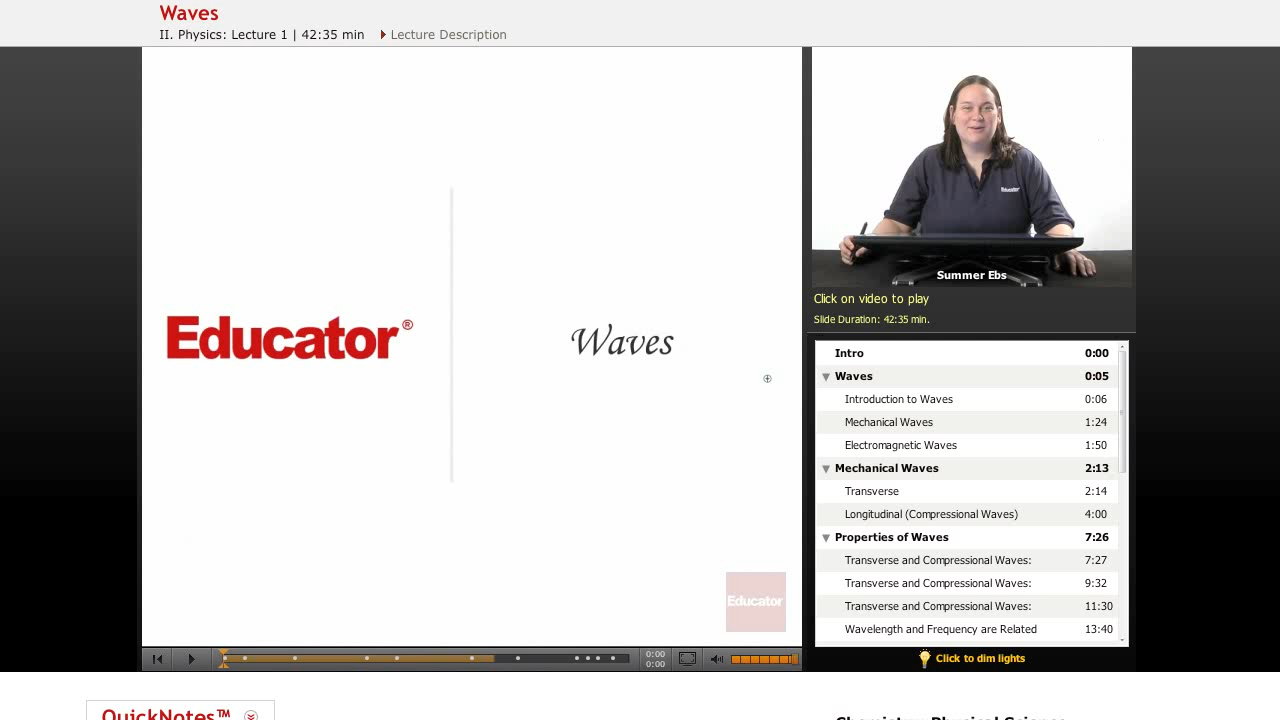 Waves
II. Physics: Lecture 1 | 42:35 min
Lecture Description
Educator®
Waves
Educator
Educator
Summer Ebs
Click on video to play
Slide Duration: 42:35 min.
Intro 0:00
Waves 0:05
Introduction to Waves 0:06
Mechanical Waves 1:24
Electromagnetic Waves 1:50
Mechanical Waves 2:13
Transverse 2:14
Longitudinal (Compressional Waves) 4:00
Properties of Waves 7:26
Transverse and Compressional Waves: 7:27
Transverse and Compressional Waves: 9:32
Transverse and Compressional Waves: 11:30
Wavelength and Frequency are Related 13:40
0:00
0:00
Click to dim lights
QuickNotes™